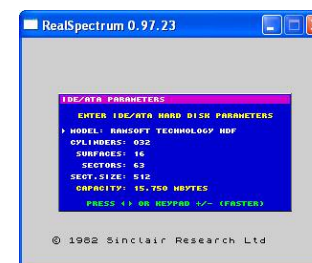 RealSpectrum 0.97.23
IDE/ATA PARAMETERS
ENTER IDE/ATA HARD DISK PARAMETERS
MODEL: RAMSOFT TECHNOLOGY HDF
CYLINDERS: 032
SURFACES: 16
SECTORS: 63
SECT.SIZE: 512
CAPACITY: 15.750 MBYTES
PRESS ◂▸ OR KEYPAD +/- (FASTER)
© 1982 Sinclair Research Ltd